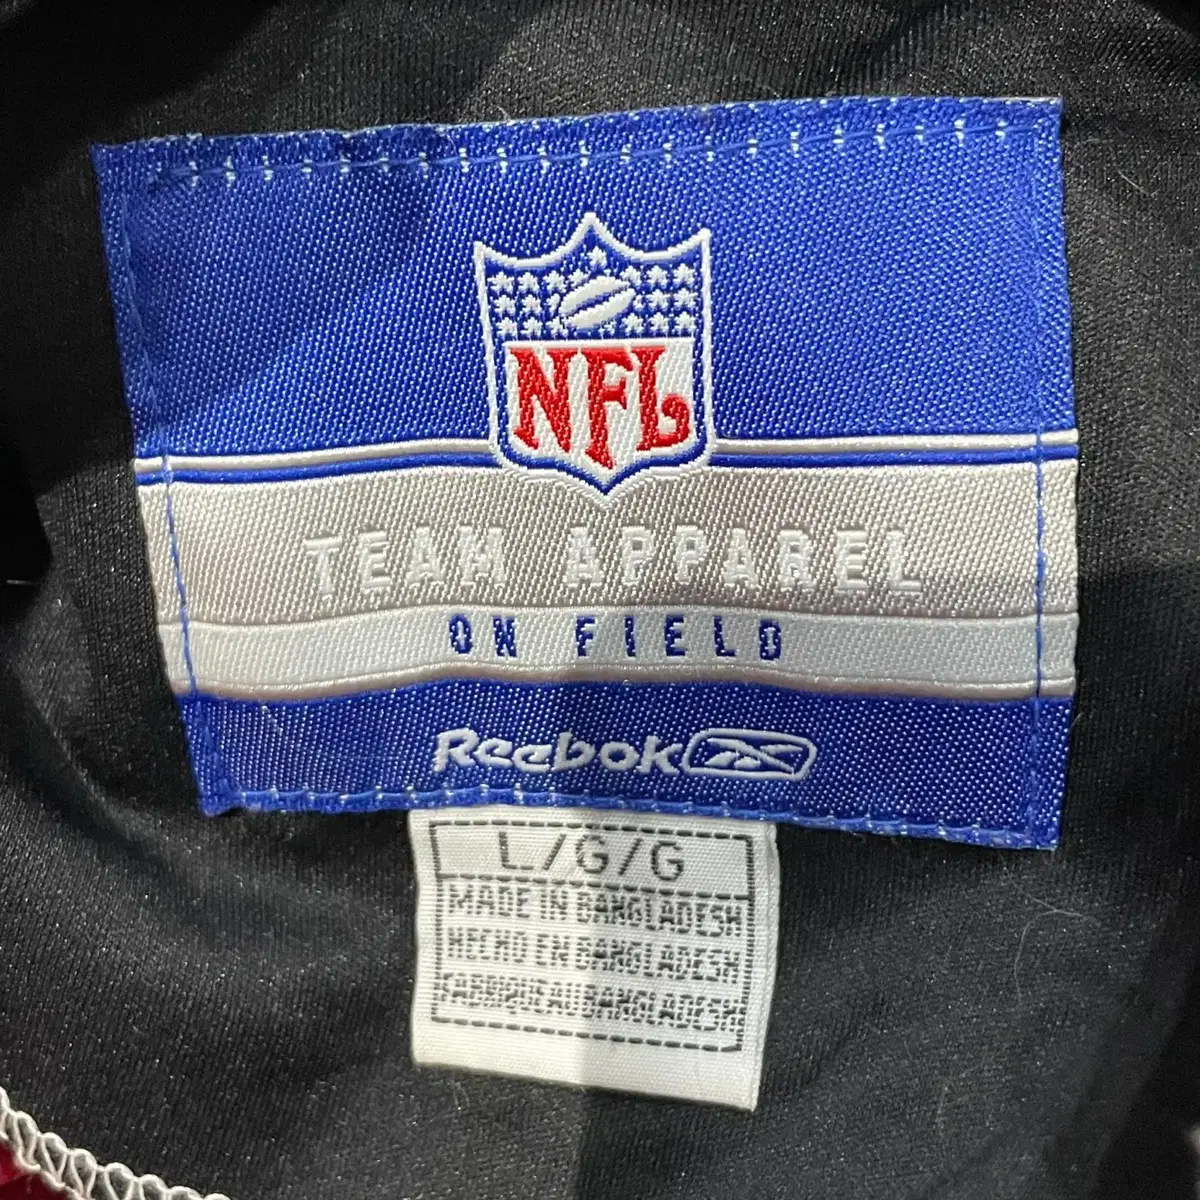 NFL
TEAM APPAREL
ON FIELD
Reebok
L/G/G
MADE IN BANGLADESH
HECHO EN BANGLADESH
FABRIQUE AU BANGLADESH